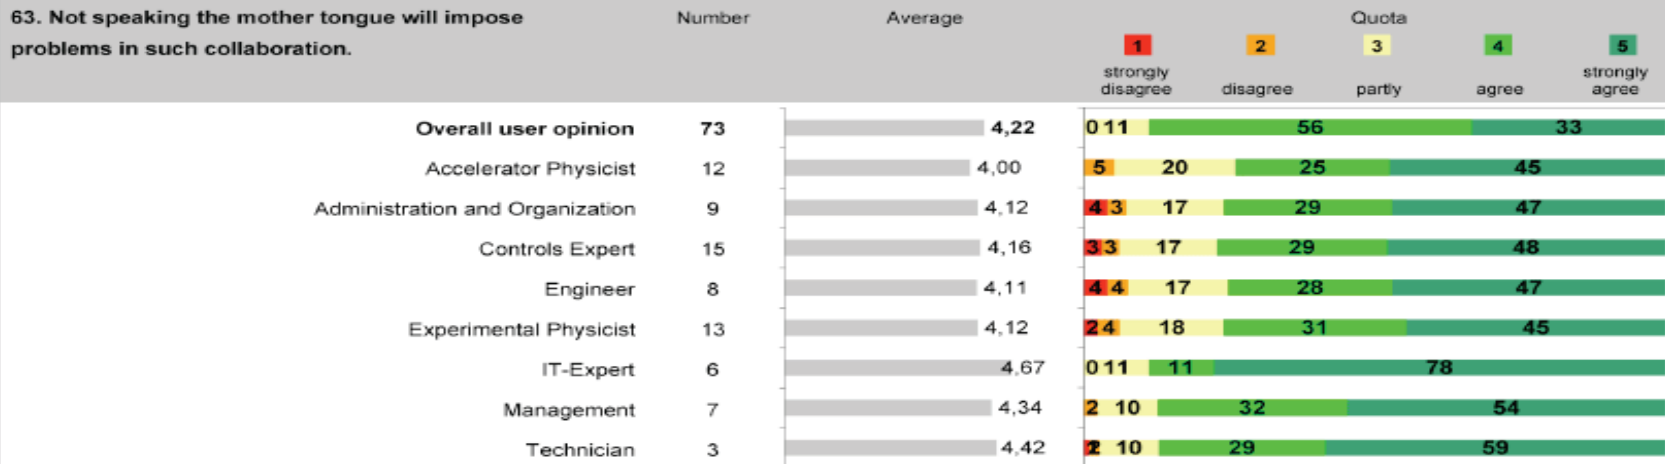 63. Not speaking the mother tongue will impose problems in such collaboration.
Number Average Quota
1 2 3 4 5
strongly disagree disagree partly agree strongly agree
Overall user opinion 73 4,22 0 11 56 33
Accelerator Physicist 12 4,00 5 20 25 45
Administration and Organization 9 4,12 4 3 17 29 47
Controls Expert 15 4,16 3 3 17 29 48
Engineer 8 4,11 4 4 17 28 47
Experimental Physicist 13 4,12 2 4 18 31 45
IT-Expert 6 4,67 0 11 11 78
Management 7 4,34 2 10 32 54
Technician 3 4,42 10 29 59